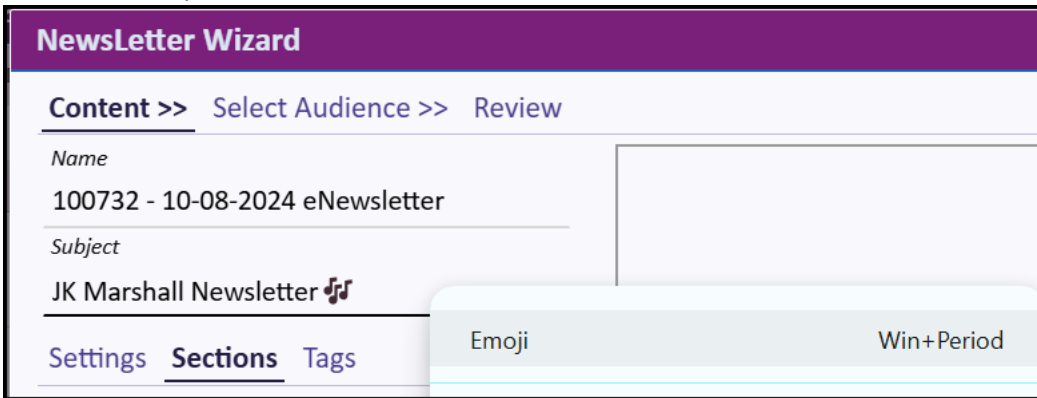 NewsLetter Wizard
Content >> Select Audience >> Review
Name
100732 - 10-08-2024 eNewsletter
Subject
JK Marshall Newsletter 🎶
Emoji Win+Period
Settings Sections Tags